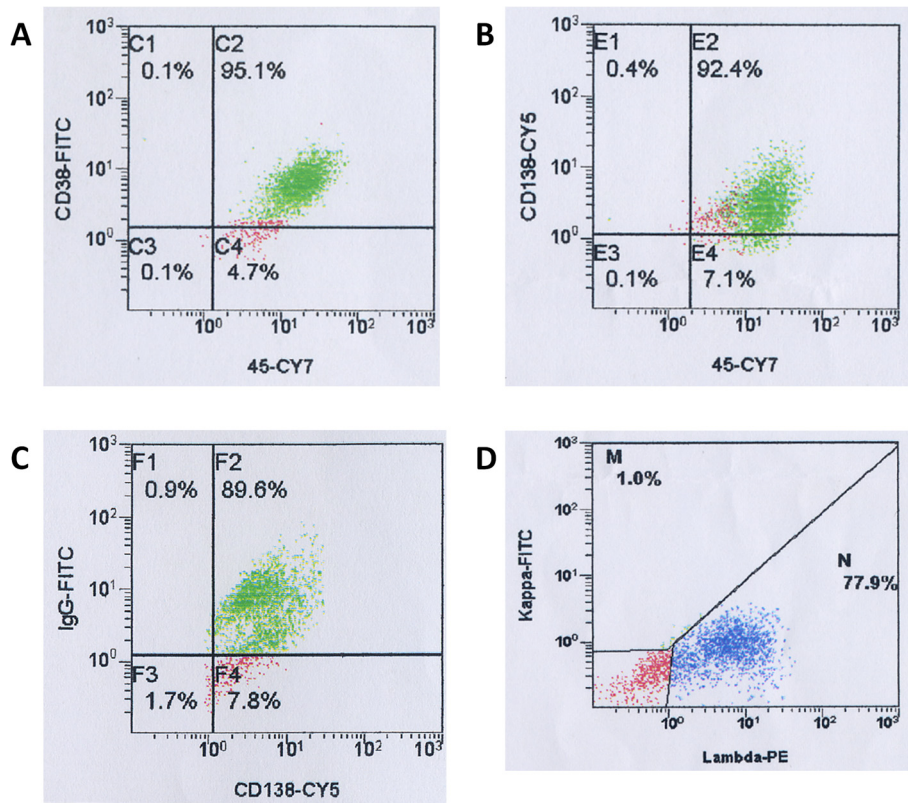 A
10³
C1
C2
0.1%
95.1%
10²
CD38-FITC
10¹
10⁰
C3
C4
0.1%
4.7%
10⁰
10¹
10²
10³
45-CY7
B
10³
E1
E2
0.4%
92.4%
10²
CD138-CY5
10¹
10⁰
E3
E4
0.1%
7.1%
10⁰
10¹
10²
10³
45-CY7
C
10³
F1
F2
0.9%
89.6%
10²
IgG-FITC
10¹
10⁰
F3
F4
1.7%
7.8%
10⁰
10¹
10²
10³
CD138-CY5
D
10³
M
1.0%
10²
Kappa-FITC
N
77.9%
10¹
10⁰
10⁰
10¹
10²
10³
Lambda-PE